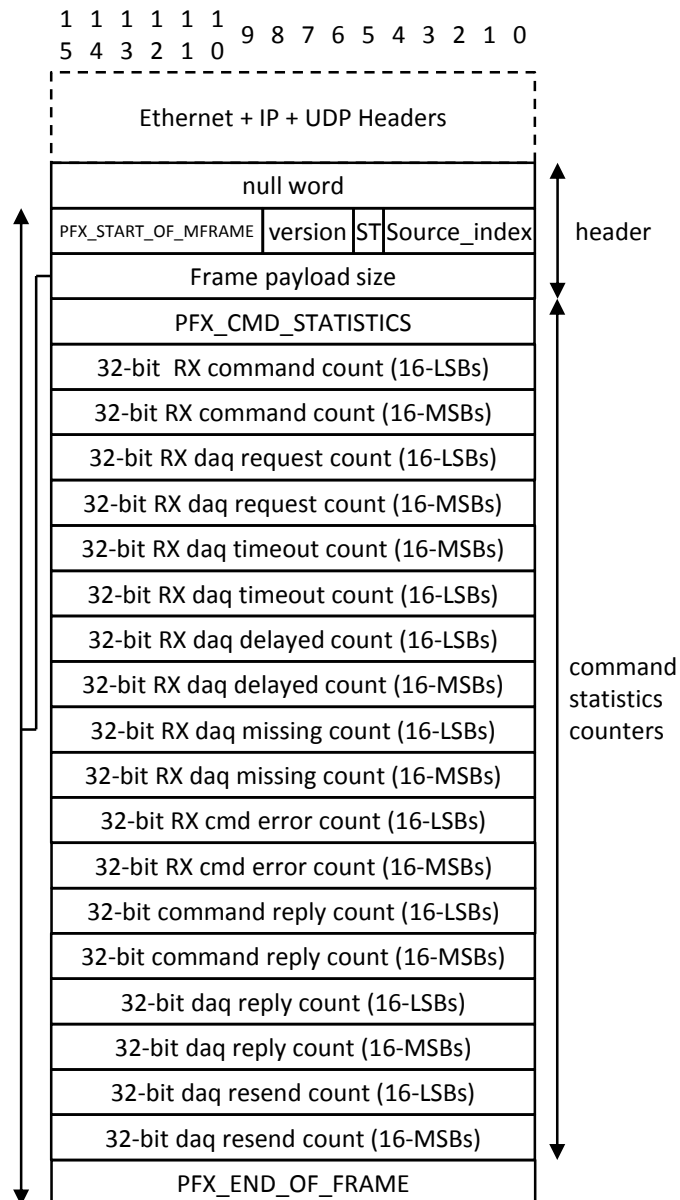 1 1 1 1 1 1 9 8 7 6 5 4 3 2 1 0
5 4 3 2 1 0
Ethernet + IP + UDP Headers
null word
PFX_START_OF_MFRAME version ST Source_index
header
Frame payload size
PFX_CMD_STATISTICS
32-bit RX command count (16-LSBs)
32-bit RX command count (16-MSBs)
32-bit RX daq request count (16-LSBs)
32-bit RX daq request count (16-MSBs)
32-bit RX daq timeout count (16-MSBs)
32-bit RX daq timeout count (16-LSBs)
32-bit RX daq delayed count (16-LSBs)
32-bit RX daq delayed count (16-MSBs)
32-bit RX daq missing count (16-LSBs)
32-bit RX daq missing count (16-MSBs)
32-bit RX cmd error count (16-LSBs)
32-bit RX cmd error count (16-MSBs)
32-bit command reply count (16-LSBs)
32-bit command reply count (16-MSBs)
32-bit daq reply count (16-LSBs)
32-bit daq reply count (16-MSBs)
32-bit daq resend count (16-LSBs)
32-bit daq resend count (16-MSBs)
command
statistics
counters
PFX_END_OF_FRAME